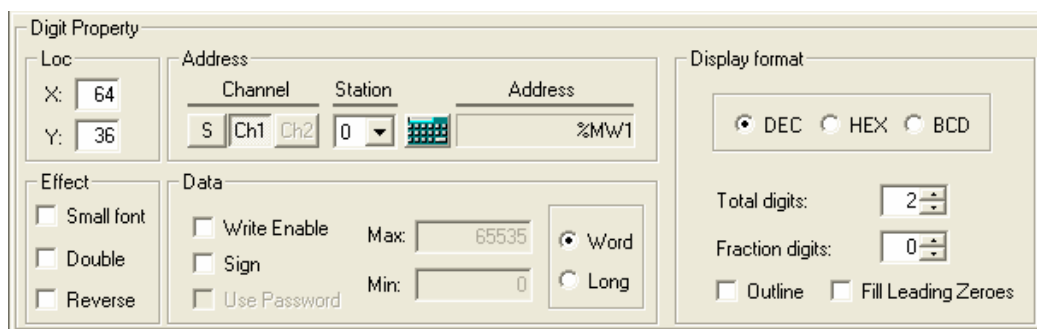 Digit Property
Loc
X: 64
Y: 36
Address
Channel Station Address
S Ch1 Ch2 0 %MW1
Display format
DEC HEX BCD
Total digits: 2
Fraction digits: 0
Outline Fill Leading Zeroes
Effect
Small font
Double
Reverse
Data
Write Enable
Sign
Use Password
Max: 65535
Min: 0
Word
Long